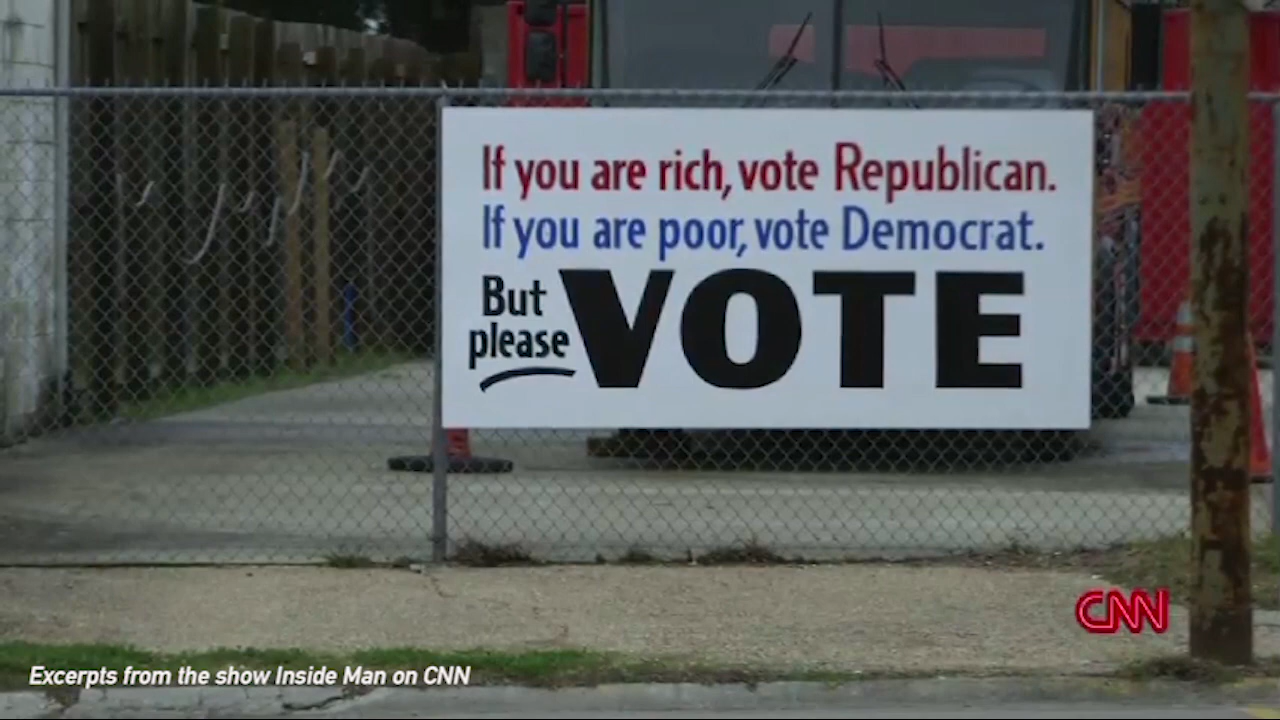 If you are rich, vote Republican.
If you are poor, vote Democrat.
But please VOTE
CNN
Excerpts from the show Inside Man on CNN